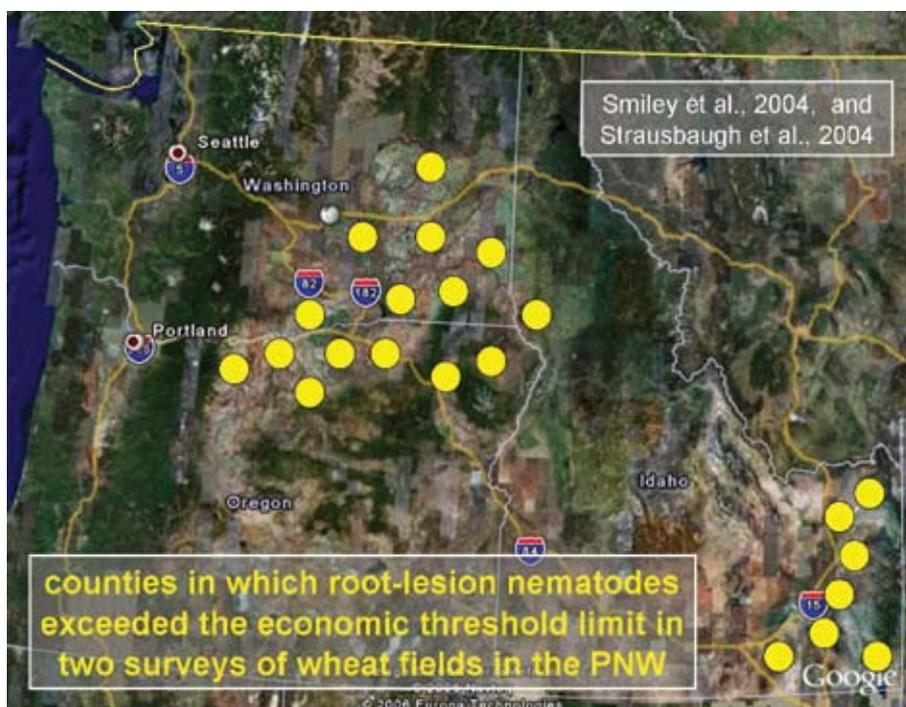 Smiley et al., 2004, and
Strausbaugh et al., 2004
Seattle
5
Washington
82
182
Portland
Idaho
Oregon
84
counties in which root-lesion nematodes
exceeded the economic threshold limit in
two surveys of wheat fields in the PNW
15
Google
© 2006 Europa Technologies